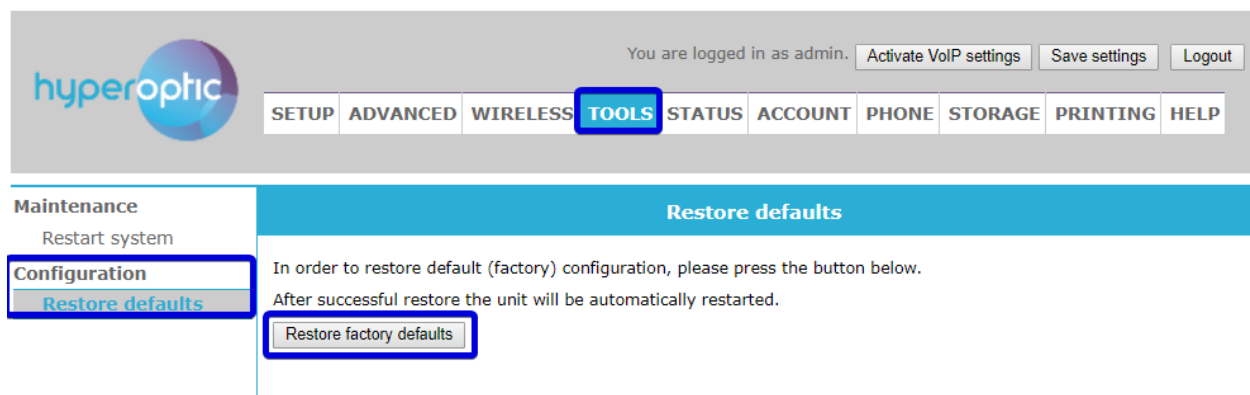 hyperoptic
You are logged in as admin. Activate VoIP settings Save settings Logout
SETUP ADVANCED WIRELESS TOOLS STATUS ACCOUNT PHONE STORAGE PRINTING HELP
Maintenance
Restart system
Configuration
Restore defaults
Restore defaults
In order to restore default (factory) configuration, please press the button below.
After successful restore the unit will be automatically restarted.
Restore factory defaults